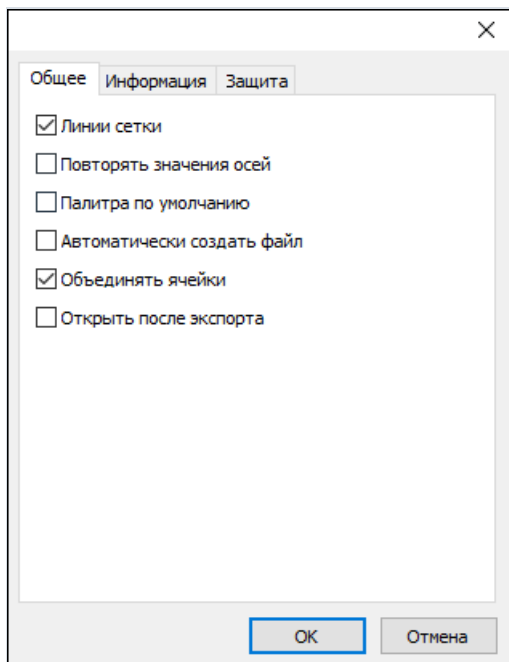 Общее Информация Защита
Линии сетки
Повторять значения осей
Палитра по умолчанию
Автоматически создать файл
Объединять ячейки
Открыть после экспорта
OK Отмена